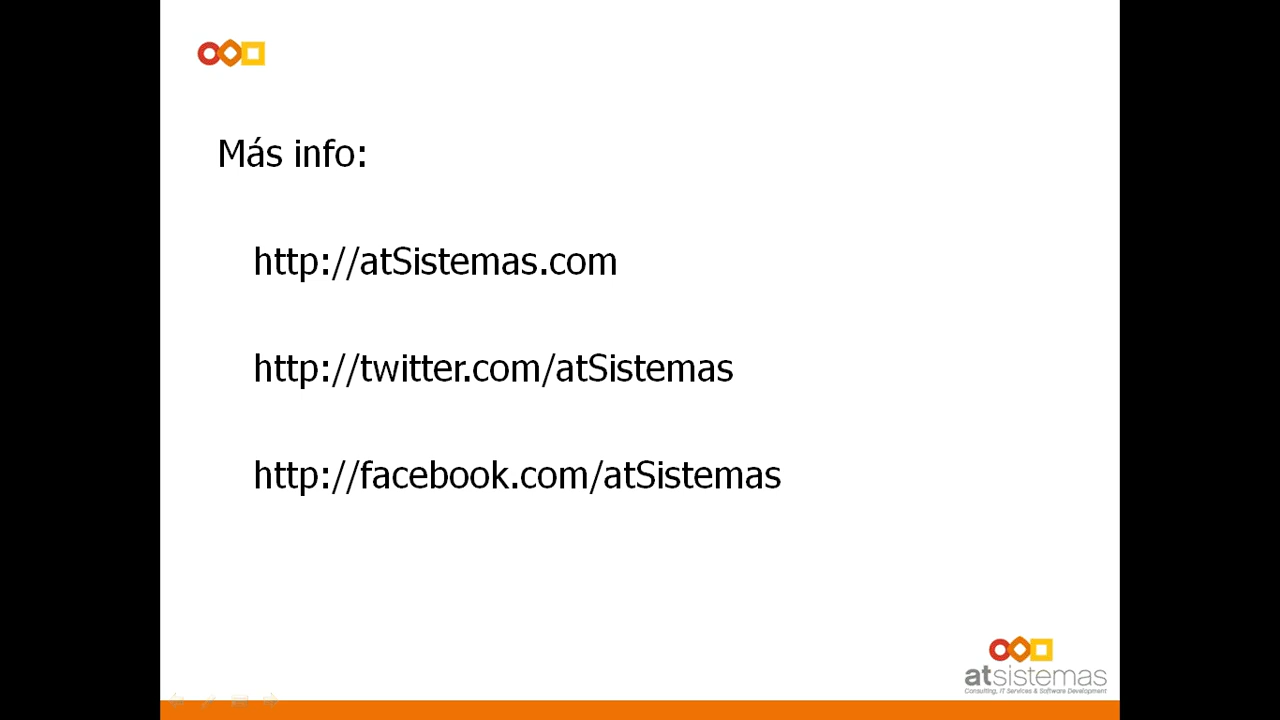 Más info:
http://atSistemas.com
http://twitter.com/atSistemas
http://facebook.com/atSistemas
atsistemas
Consulting, IT Services & Software Development